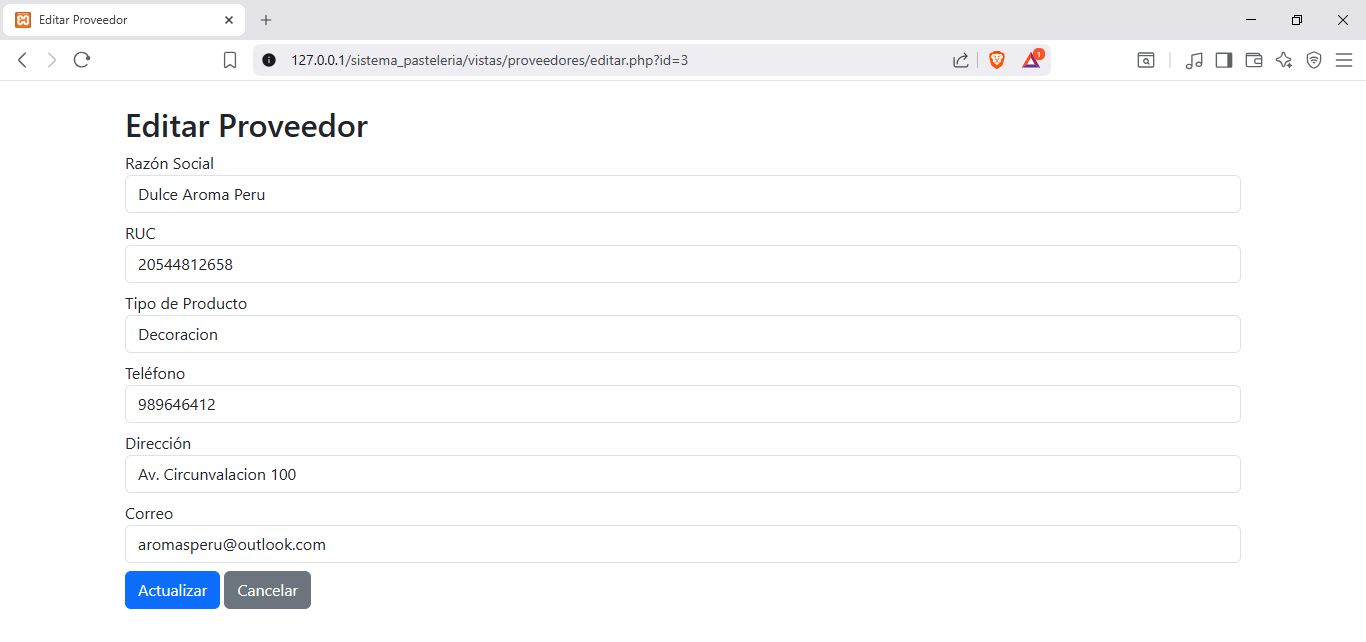 Editar Proveedor
127.0.0.1/sistema_pasteleria/vistas/proveedores/editar.php?id=3
1
Editar Proveedor
Razón Social
Dulce Aroma Peru
RUC
20544812658
Tipo de Producto
Decoracion
Teléfono
989646412
Dirección
Av. Circunvalacion 100
Correo
aromasperu@outlook.com
Actualizar Cancelar